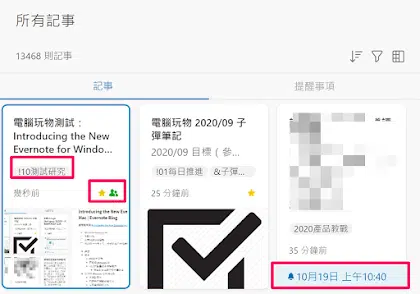 所有記事
13468 則記事
記事
提醒事項
電腦玩物測試：
Introducing the New
Evernote for Windo...
!10測試研究
幾秒前
Introducing the New
電腦玩物 2020/09 子
彈筆記
2020/09 目標（參...
!01每日推進
&子彈...
25 分鐘前
2020產品教戰
35 分鐘前
10月19日 上午10:40